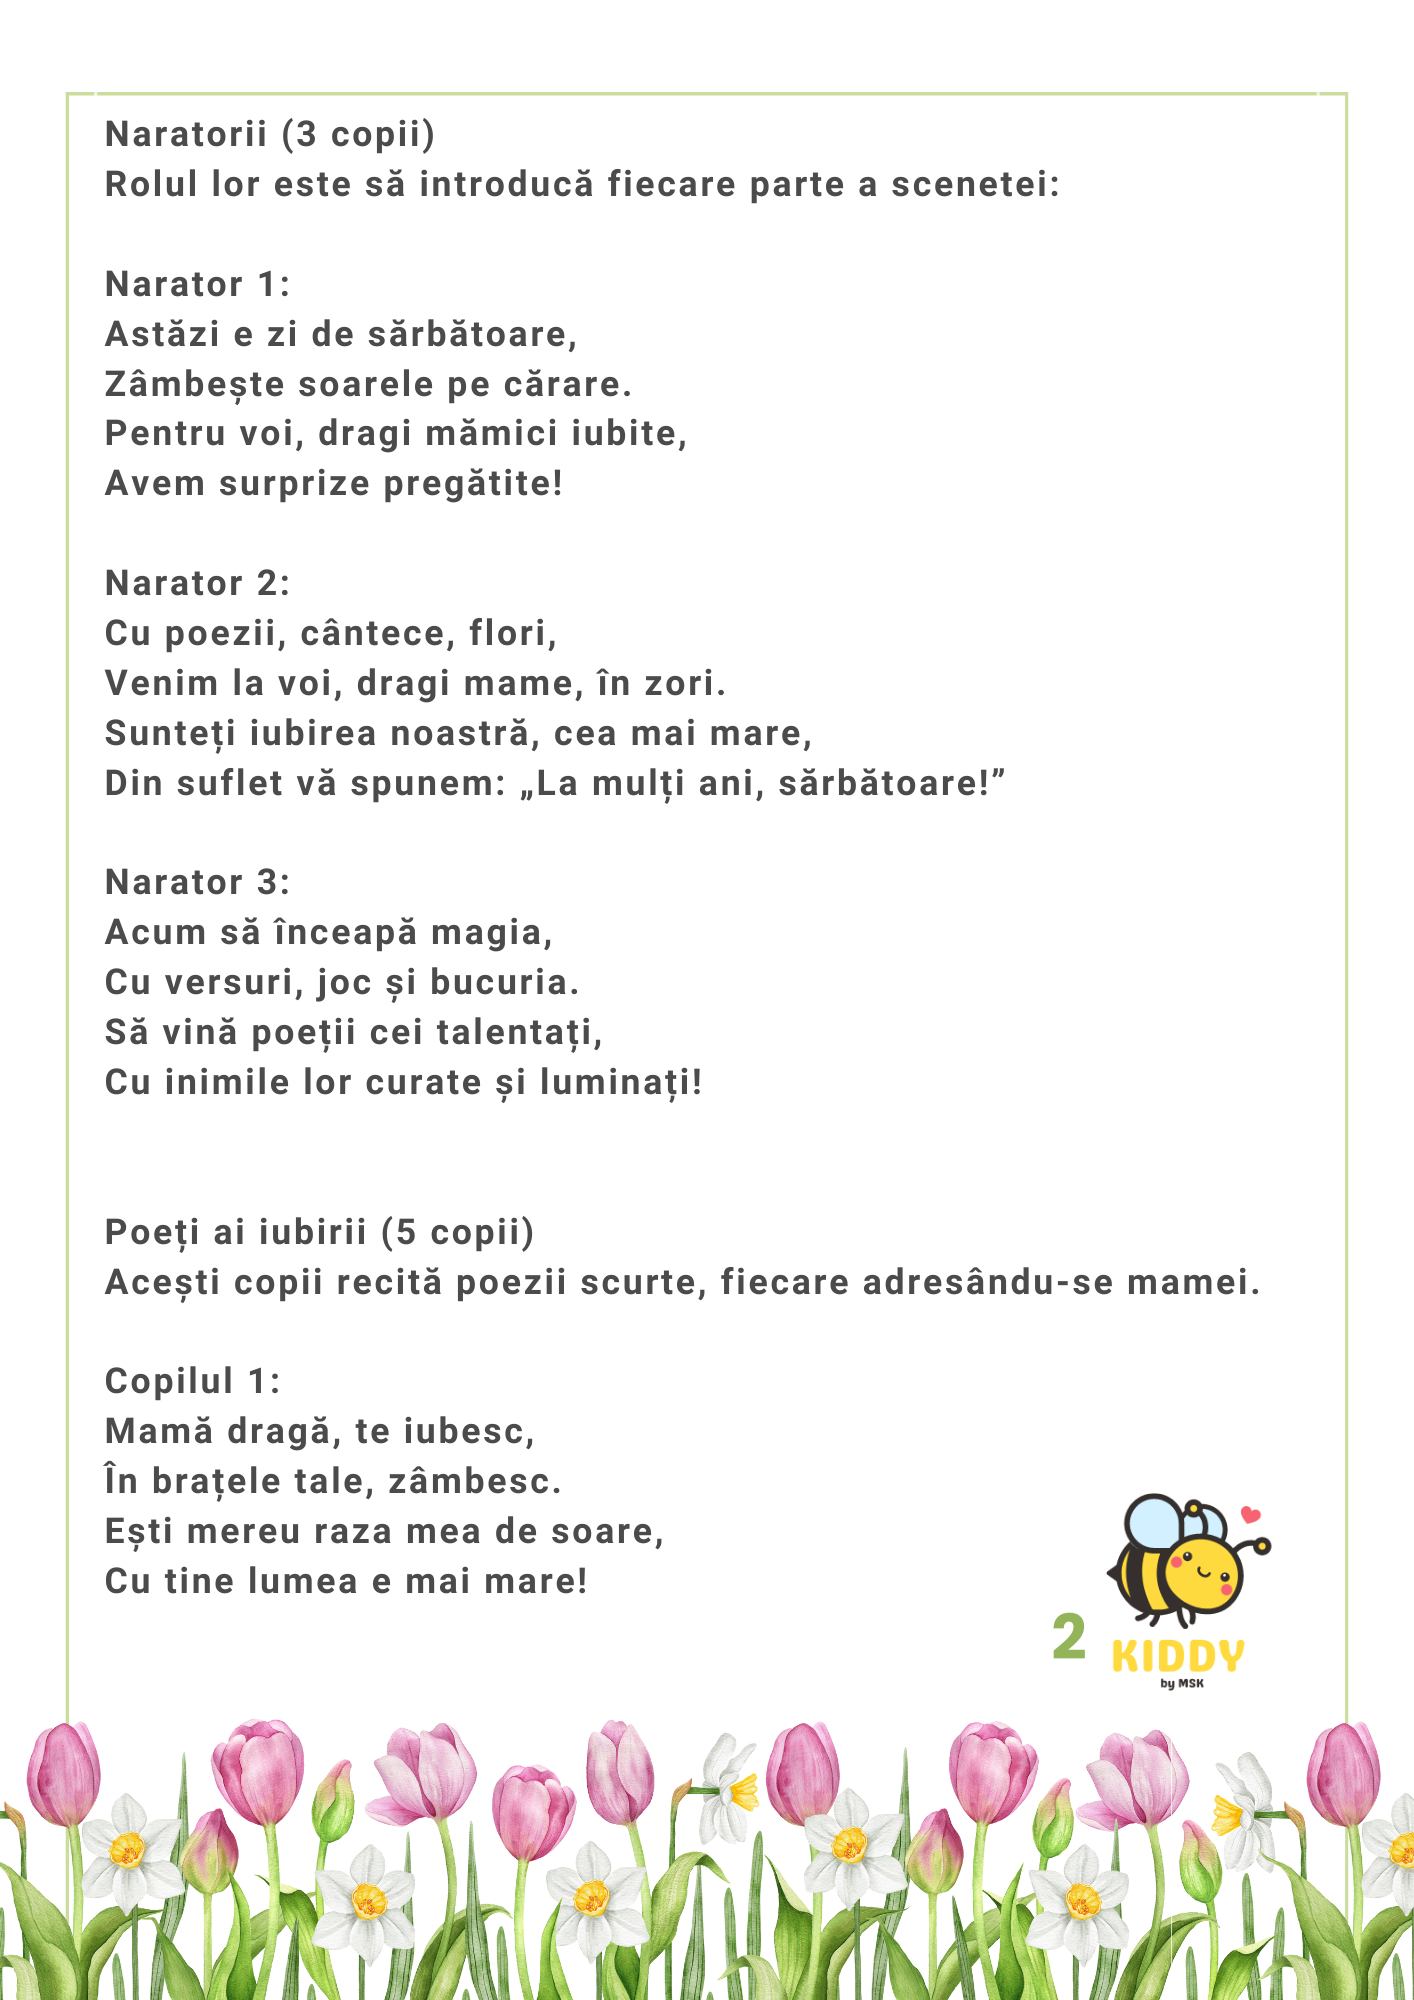 Naratorii (3 copii)
Rolul lor este să introducă fiecare parte a scenetei:
Narator 1:
Astăzi e zi de sărbătoare,
Zâmbește soarele pe cărare.
Pentru voi, dragi mămici iubite,
Avem surprize pregătite!
Narator 2:
Cu poezii, cântece, flori,
Venim la voi, dragi mame, în zori.
Sunteți iubirea noastră, cea mai mare,
Din suflet vă spunem: „La mulți ani, sărbătoare!”
Narator 3:
Acum să înceapă magia,
Cu versuri, joc și bucuria.
Să vină poeții cei talentați,
Cu inimile lor curate și luminați!
Poeți ai iubirii (5 copii)
Acești copii recită poezii scurte, fiecare adresându-se mamei.
Copilul 1:
Mamă dragă, te iubesc,
În brațele tale, zâmbesc.
Ești mereu raza mea de soare,
Cu tine lumea e mai mare!
2
KIDDY
by MSK